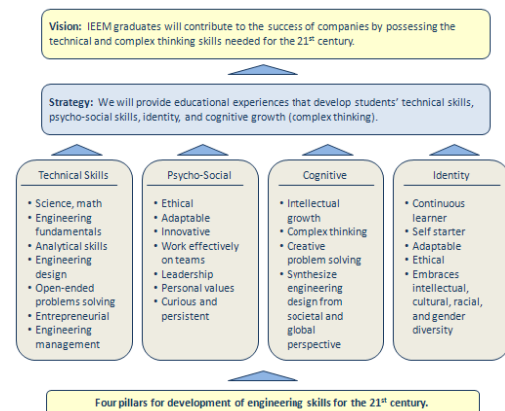 Vision: IEEM graduates will contribute to the success of companies by possessing the
technical and complex thinking skills needed for the 21st century.
Strategy: We will provide educational experiences that develop students' technical skills,
psycho-social skills, identity, and cognitive growth (complex thinking).
Technical Skills
• Science, math
• Engineering
fundamentals
• Analytical skills
• Engineering
design
• Open-ended
problems solving
• Entrepreneurial
• Engineering
management
Psycho-Social
• Ethical
• Adaptable
• Innovative
• Work effectively
on teams
• Leadership
• Personal values
• Curious and
persistent
Cognitive
• Intellectual
growth
• Complex thinking
• Creative
problem solving
• Synthesize
engineering
design from
societal and
global
perspective
Identity
• Continuous
learner
• Self starter
• Adaptable
• Ethical
• Embraces
intellectual,
cultural, racial,
and gender
diversity
Four pillars for development of engineering skills for the 21st century.